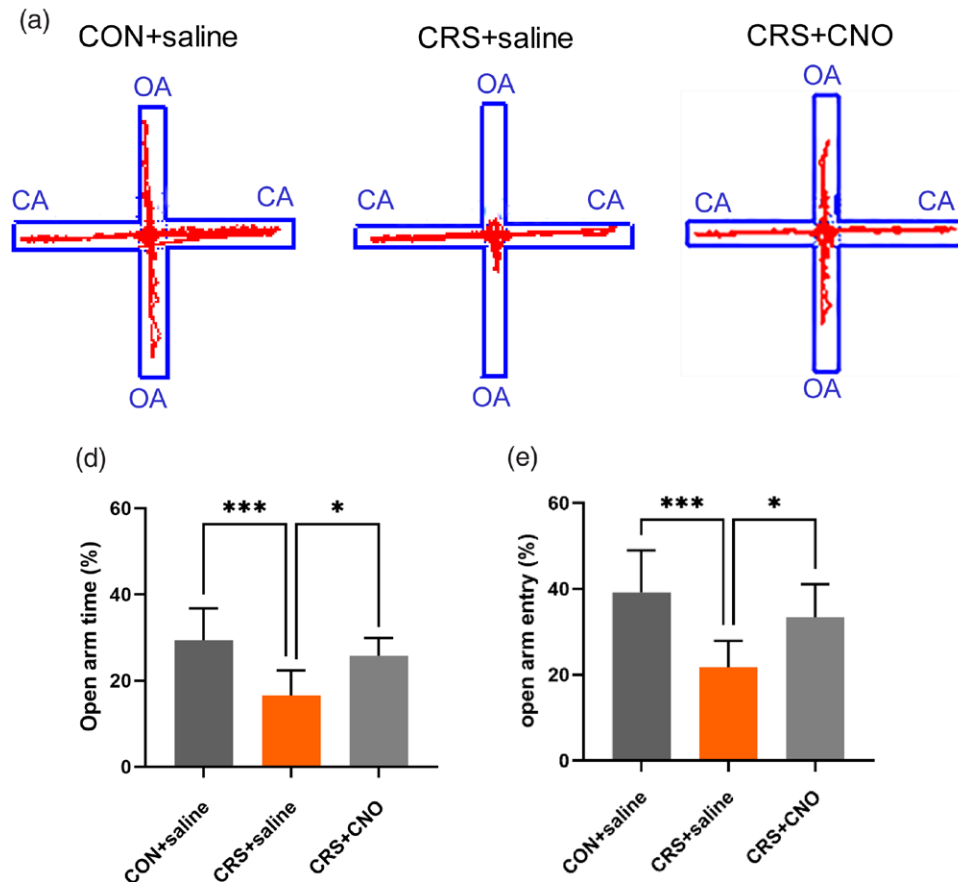 (a)
CON+saline CRS+saline CRS+CNO
OA OA OA
CA CA CA CA CA CA
OA OA OA
(d)
Open arm time (%)
60
40
20
0
*** *
CON+saline CRS+saline CRS+CNO
(e)
open arm entry (%)
60
40
20
0
*** *
CON+saline CRS+saline CRS+CNO